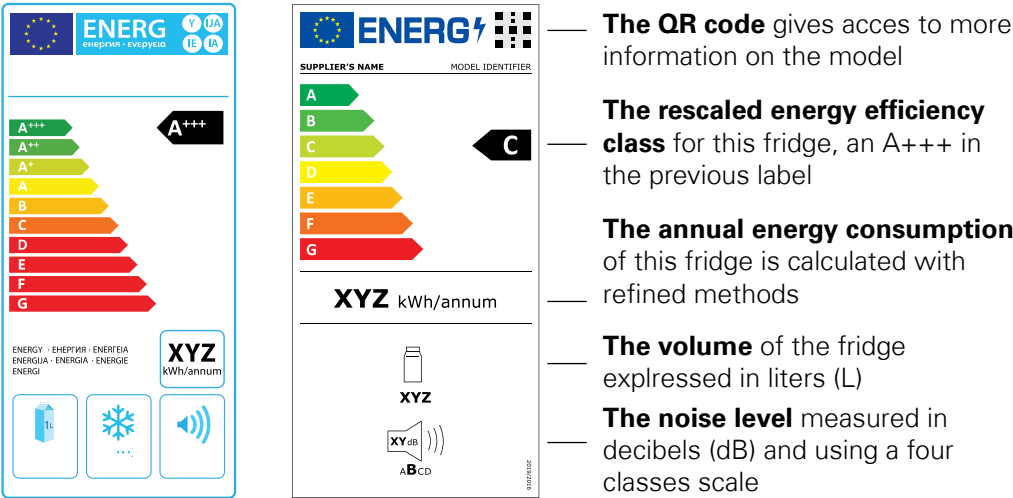 ENERG
енергия · ενεργεια
Y IJA
IE IA
A+++
A++
A+
A
B
C
D
E
F
G
A+++
ENERGY · ЕНЕРГИЯ · ΕΝΕΡΓΕΙΑ
ENERGIJA · ENERGIA · ENERGIE
ENERGI
XYZ
kWh/annum
1L
ENERG
SUPPLIER'S NAME MODEL IDENTIFIER
A
B
C
D
E
F
G
C
XYZ kWh/annum
XYZ
XYdB
ABCD
2019/2016
The QR code gives acces to more
information on the model
The rescaled energy efficiency
class for this fridge, an A+++ in
the previous label
The annual energy consumption
of this fridge is calculated with
refined methods
The volume of the fridge
explressed in liters (L)
The noise level measured in
decibels (dB) and using a four
classes scale